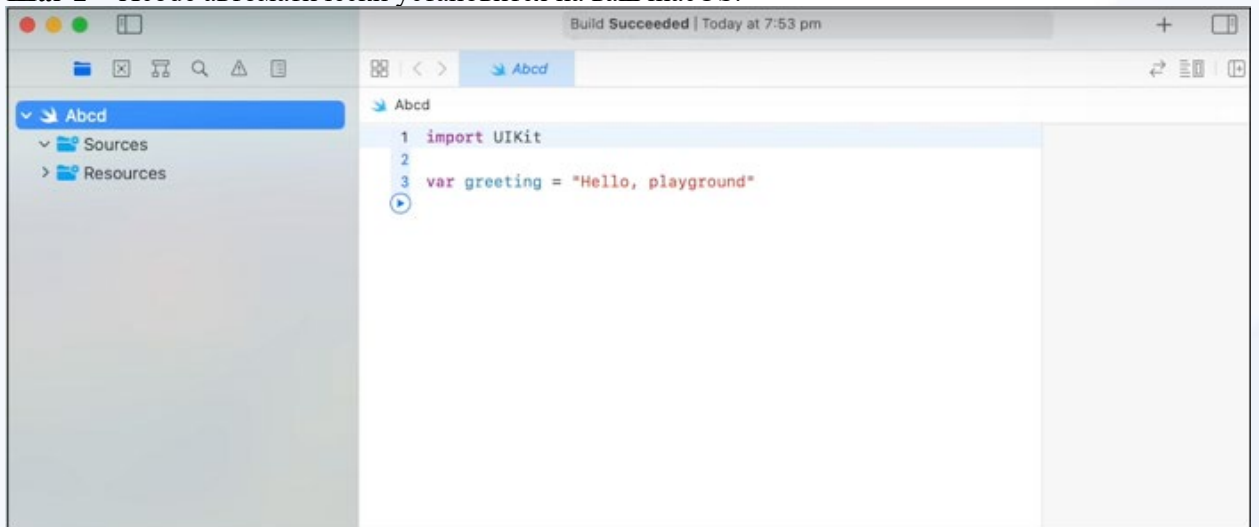 Build Succeeded | Today at 7:53 pm
Abcd
Abcd
Abcd
Sources
Resources
1 import UIKit
2
3 var greeting = "Hello, playground"